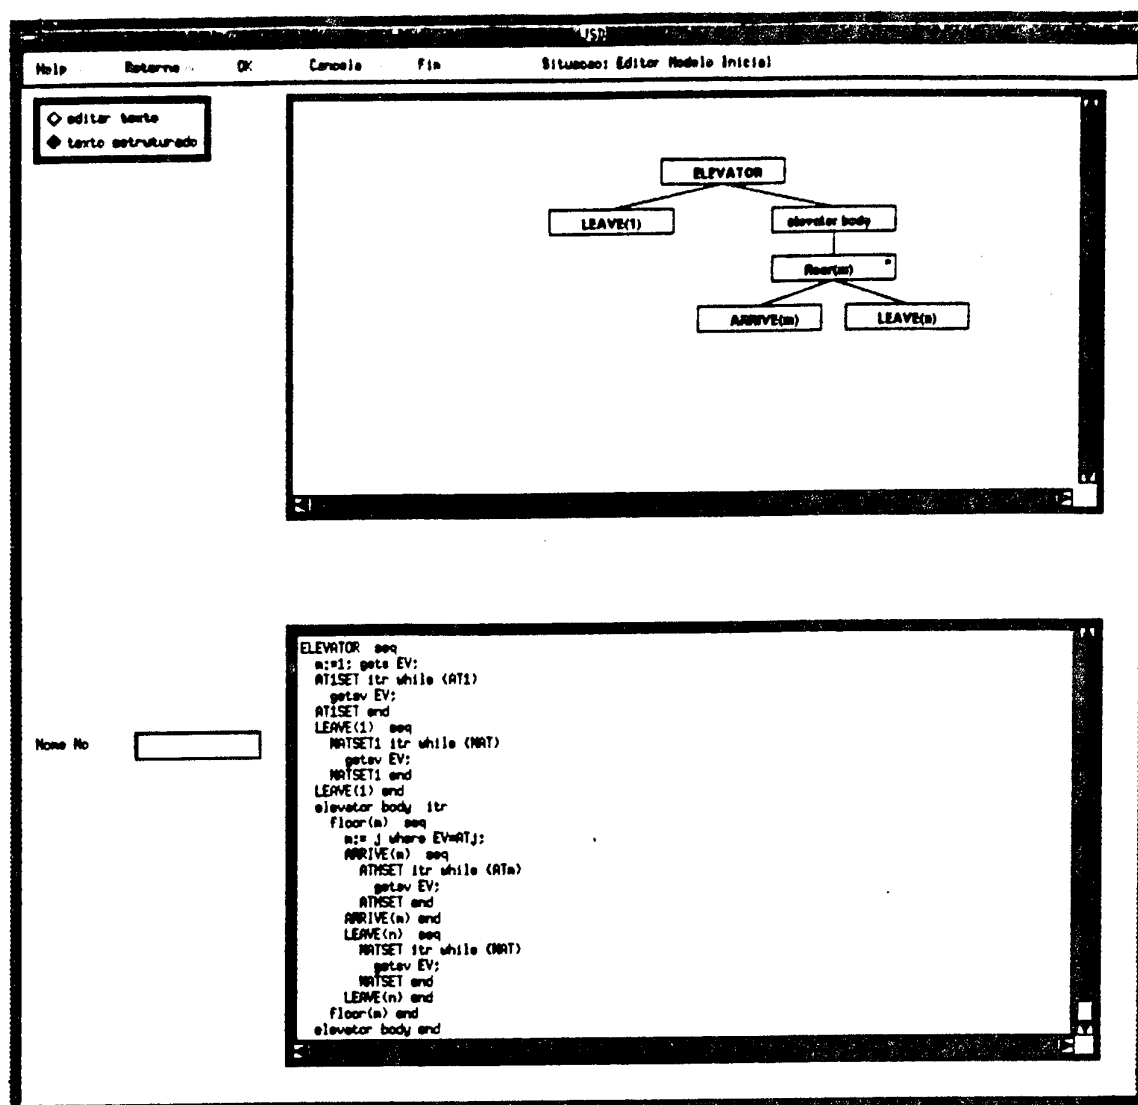 JSD
Help Retorna OK Cancela Fim Situacao: Editor Modelo Inicial
editar texto
texto estruturado
ELEVATOR
LEAVE(1) elevator body
floor(m) *
ARRIVE(m) LEAVE(n)
Nome No
ELEVATOR seq
m:=1; getsv EV;
AT1SET itr while (AT1)
getsv EV;
AT1SET end
LEAVE(1) seq
NATSET1 itr while (NAT)
getsv EV;
NATSET1 end
LEAVE(1) end
elevator body itr
floor(m) seq
m:= j where EV=ATj;
ARRIVE(m) seq
ATMSET itr while (ATm)
getsv EV;
ATMSET end
ARRIVE(m) end
LEAVE(n) seq
NATSET itr while (NAT)
getsv EV;
NATSET end
LEAVE(n) end
floor(m) end
elevator body end